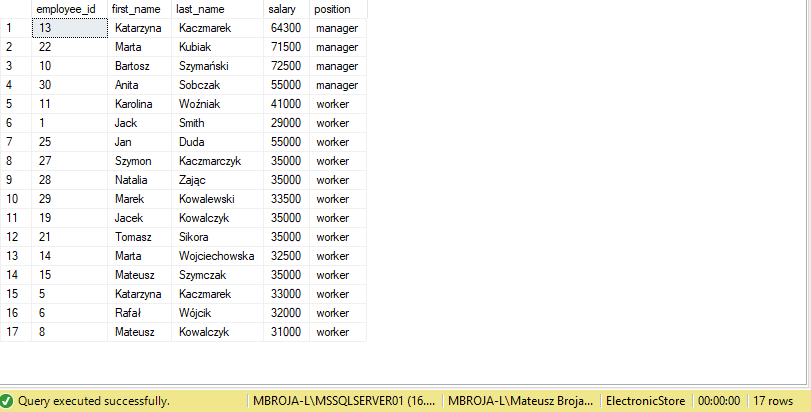 employee_id first_name last_name salary position
1 13 Katarzyna Kaczmarek 64300 manager
2 22 Marta Kubiak 71500 manager
3 10 Bartosz Szymański 72500 manager
4 30 Anita Sobczak 55000 manager
5 11 Karolina Woźniak 41000 worker
6 1 Jack Smith 29000 worker
7 25 Jan Duda 55000 worker
8 27 Szymon Kaczmarczyk 35000 worker
9 28 Natalia Zając 35000 worker
10 29 Marek Kowalewski 33500 worker
11 19 Jacek Kowalczyk 35000 worker
12 21 Tomasz Sikora 35000 worker
13 14 Marta Wojciechowska 32500 worker
14 15 Mateusz Szymczak 35000 worker
15 5 Katarzyna Kaczmarek 33000 worker
16 6 Rafał Wójcik 32000 worker
17 8 Mateusz Kowalczyk 31000 worker
Query executed successfully. MBROJA-L\MSSQLSERVER01 (16.... MBROJA-L\Mateusz Broja... ElectronicStore 00:00:00 17 rows